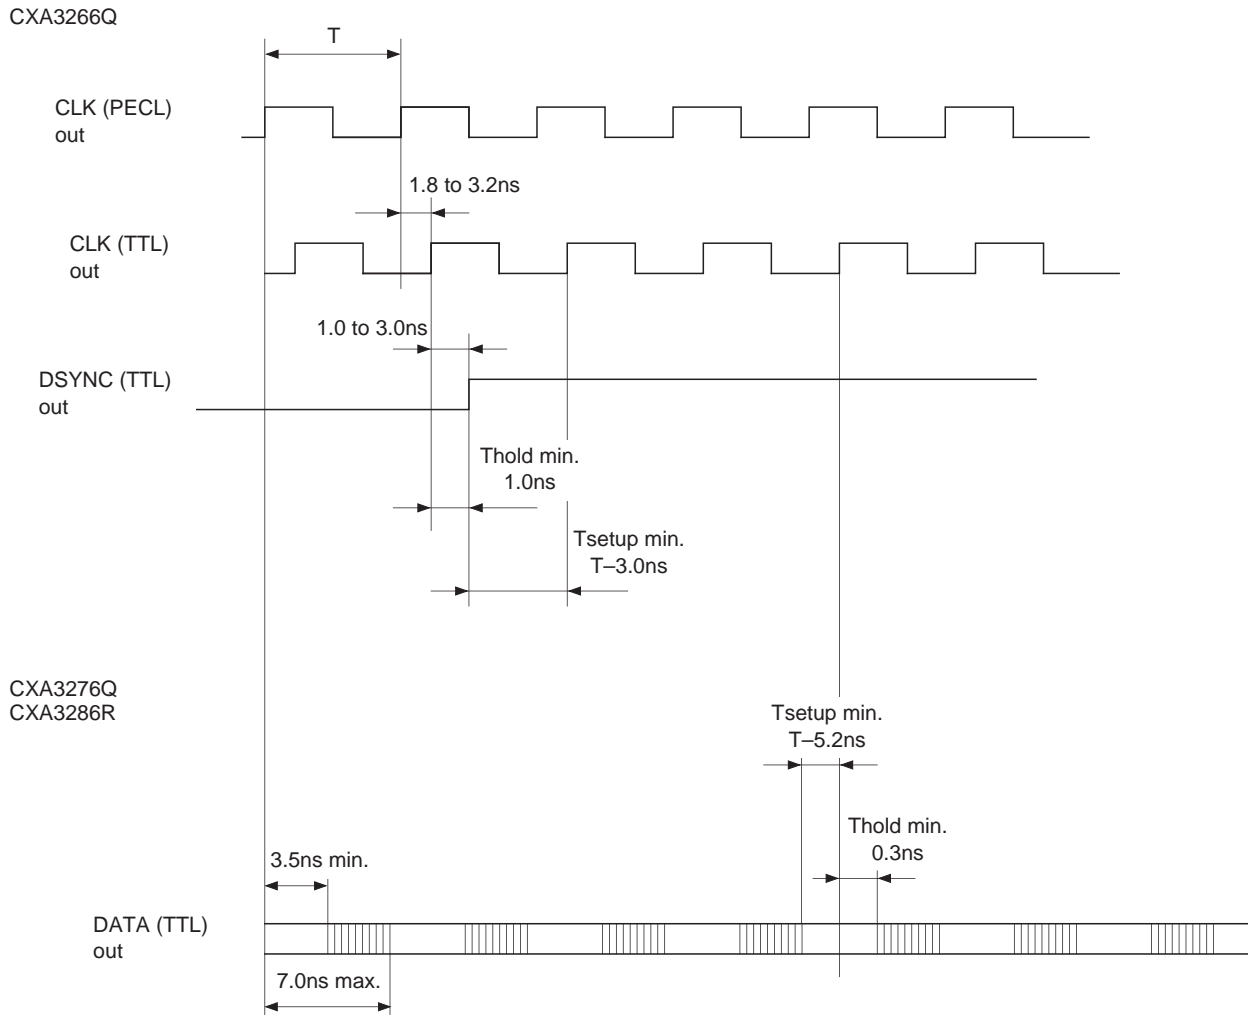 CXA3266Q
T
CLK (PECL)
out
1.8 to 3.2ns
CLK (TTL)
out
1.0 to 3.0ns
DSYNC (TTL)
out
Thold min.
1.0ns
Tsetup min.
T–3.0ns
CXA3276Q
CXA3286R
Tsetup min.
T–5.2ns
Thold min.
0.3ns
3.5ns min.
DATA (TTL)
out
7.0ns max.